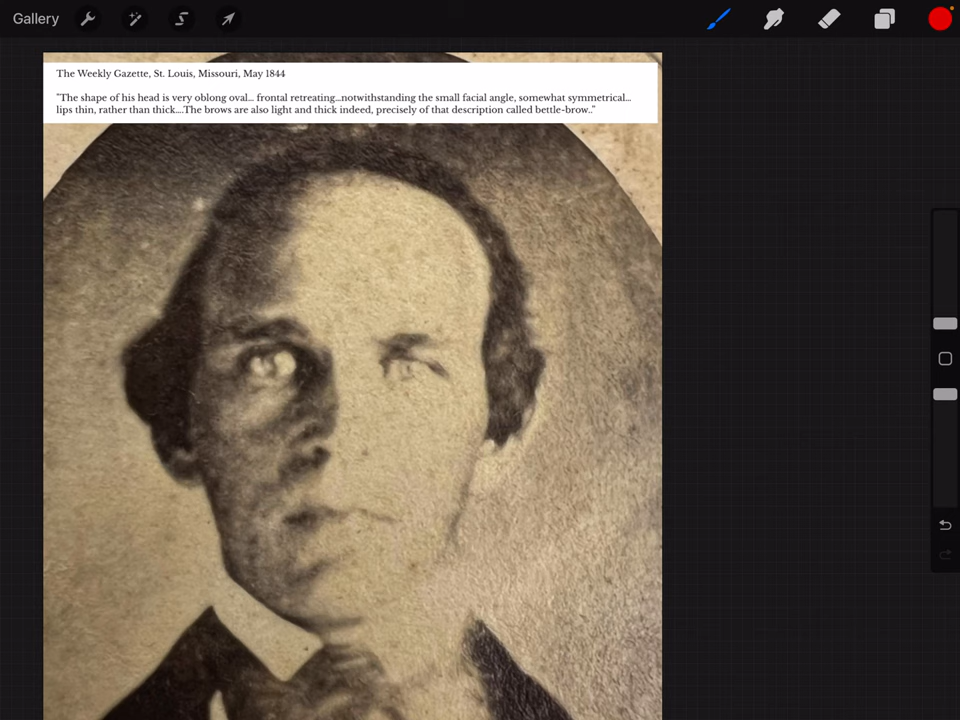 Gallery
The Weekly Gazette, St. Louis, Missouri, May 1844
"The shape of his head is very oblong oval... frontal retreating...notwithstanding the small facial angle, somewhat symmetrical...
lips thin, rather than thick....The brows are also light and thick indeed, precisely of that description called bettle-brow.."